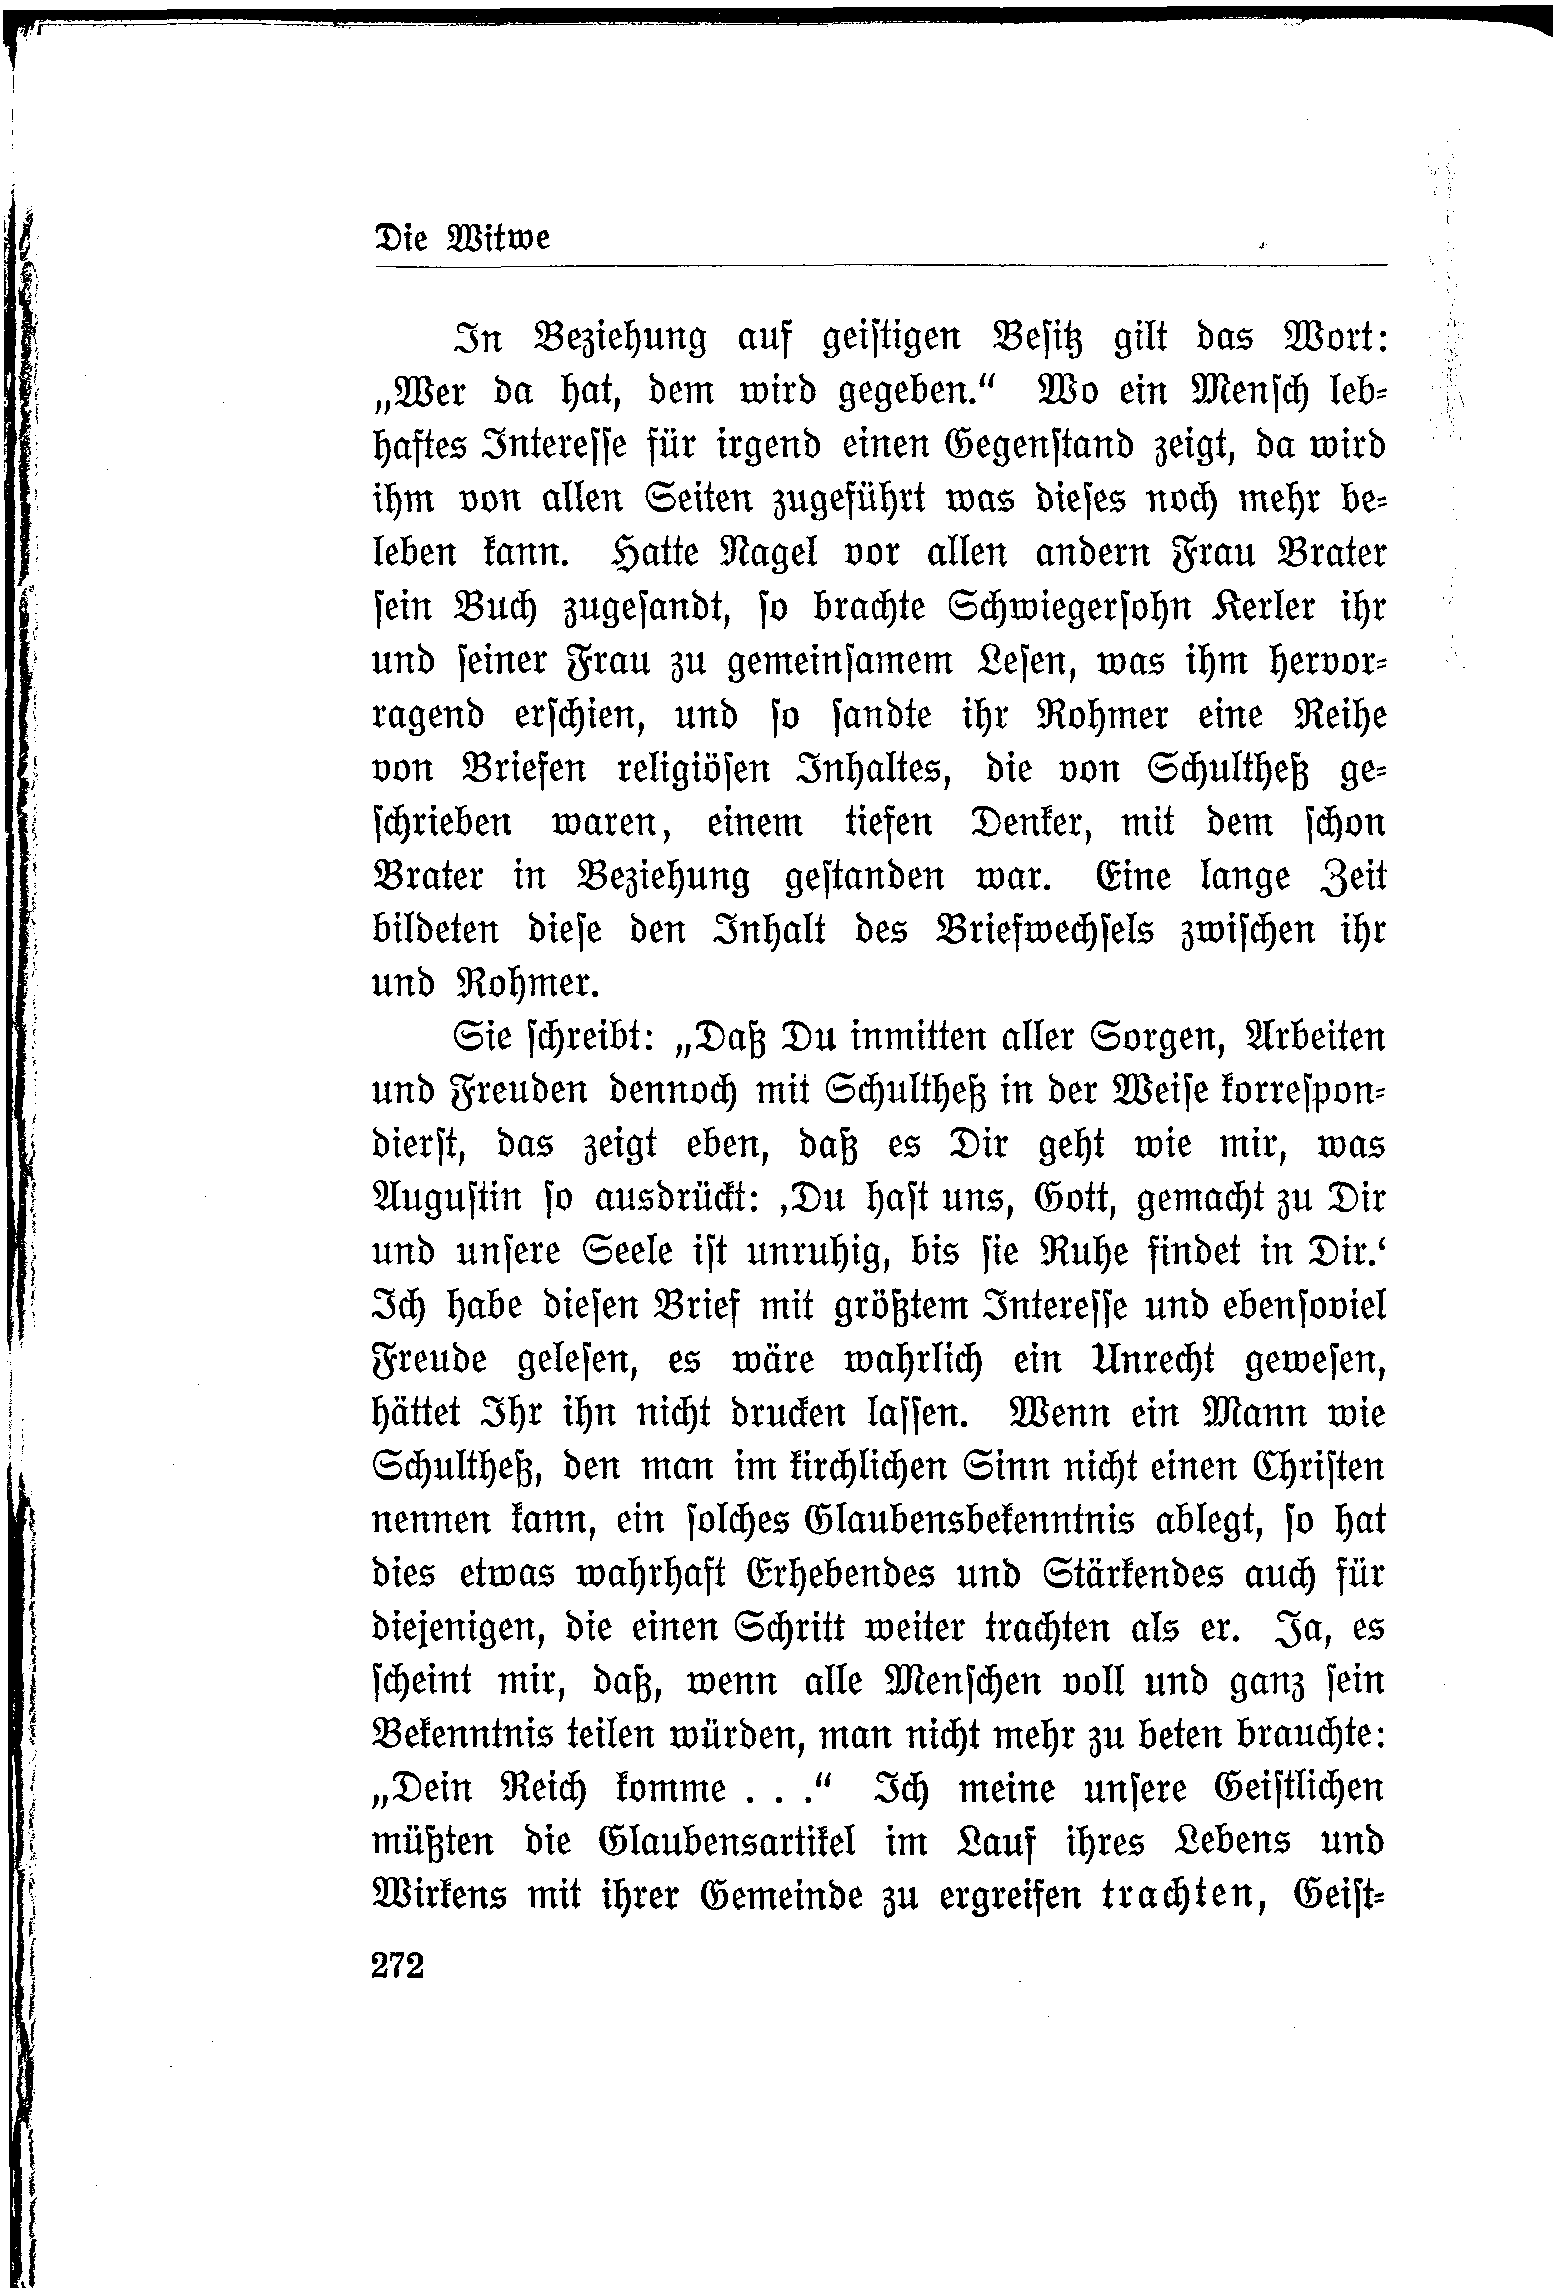 Die Witwe
In Beziehung auf geistigen Besitz gilt das Wort:
„Wer da hat, dem wird gegeben.“ Wo ein Mensch leb-
haftes Interesse für irgend einen Gegenstand zeigt, da wird
ihm von allen Seiten zugeführt was dieses noch mehr be-
leben kann. Hatte Nagel vor allen andern Frau Brater
sein Buch zugesandt, so brachte Schwiegersohn Kerler ihr
und seiner Frau zu gemeinsamem Lesen, was ihm hervor-
ragend erschien, und so sandte ihr Rohmer eine Reihe
von Briefen religiösen Inhaltes, die von Schultheß ge-
schrieben waren, einem tiefen Denker, mit dem schon
Brater in Beziehung gestanden war. Eine lange Zeit
bildeten diese den Inhalt des Briefwechsels zwischen ihr
und Rohmer.
Sie schreibt: „Daß Du inmitten aller Sorgen, Arbeiten
und Freuden dennoch mit Schultheß in der Weise korrespon-
dierst, das zeigt eben, daß es Dir geht wie mir, was
Augustin so ausdrückt: ‚Du hast uns, Gott, gemacht zu Dir
und unsere Seele ist unruhig, bis sie Ruhe findet in Dir.‘
Ich habe diesen Brief mit größtem Interesse und ebensoviel
Freude gelesen, es wäre wahrlich ein Unrecht gewesen,
hättet Ihr ihn nicht drucken lassen. Wenn ein Mann wie
Schultheß, den man im kirchlichen Sinn nicht einen Christen
nennen kann, ein solches Glaubensbekenntnis ablegt, so hat
dies etwas wahrhaft Erhebendes und Stärkendes auch für
diejenigen, die einen Schritt weiter trachten als er. Ja, es
scheint mir, daß, wenn alle Menschen voll und ganz sein
Bekenntnis teilen würden, man nicht mehr zu beten brauchte:
„Dein Reich komme . . .“ Ich meine unsere Geistlichen
müßten die Glaubensartikel im Lauf ihres Lebens und
Wirkens mit ihrer Gemeinde zu ergreifen trachten, Geist-
272